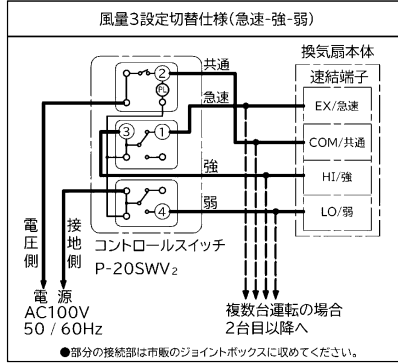 風量3設定切替仕様(急速-強-弱)
換気扇本体
速結端子
共通
②
PL
急速
EX/急速
③
①
COM/共通
強
HI/強
弱
④
LO/弱
電圧側
接地側
コントロールスイッチ
P-20SWV₂
電源
AC100V
50/60Hz
複数台運転の場合
2台目以降へ
●部分の接続部は市販のジョイントボックスに収めてください。